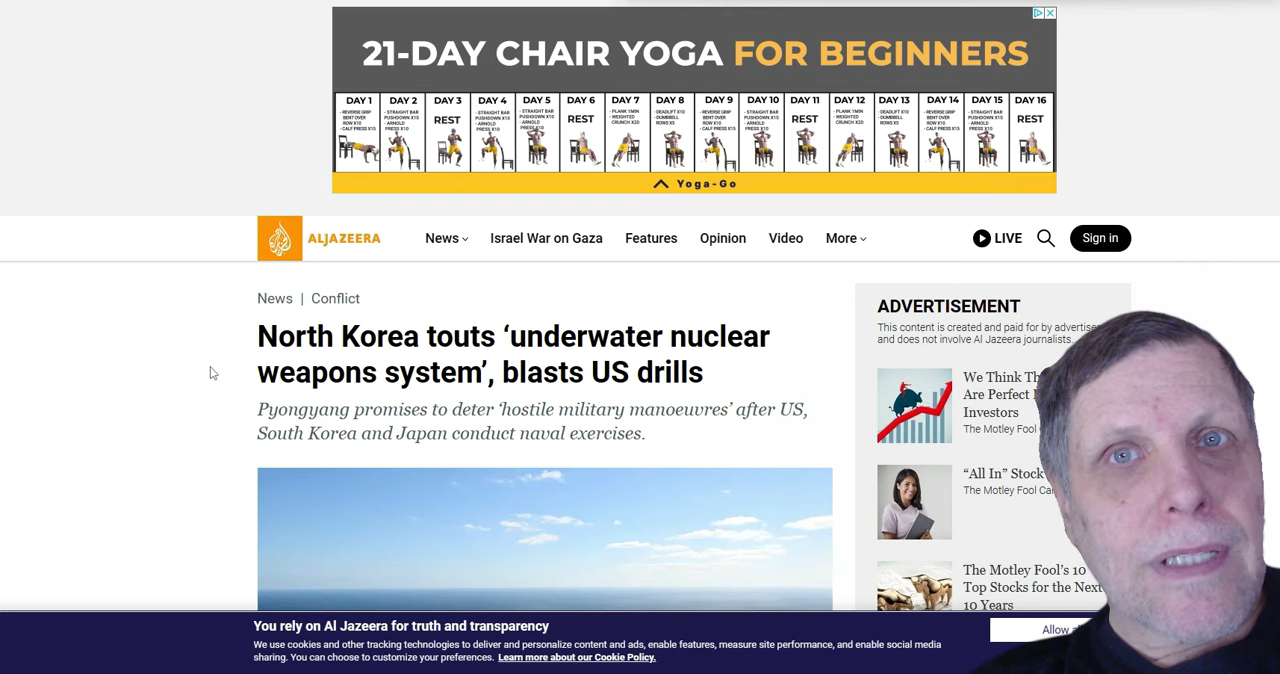 21-DAY CHAIR YOGA FOR BEGINNERS
DAY 1 DAY 2 DAY 3 DAY 4 DAY 5 DAY 6 DAY 7 DAY 8 DAY 9 DAY 10 DAY 11 DAY 12 DAY 13 DAY 14 DAY 15 DAY 16
REST REST REST REST
Yoga-Go
ALJAZEERA News Israel War on Gaza Features Opinion Video More LIVE Sign in
News | Conflict
North Korea touts ‘underwater nuclear
weapons system’, blasts US drills
Pyongyang promises to deter ‘hostile military manoeuvres’ after US,
South Korea and Japan conduct naval exercises.
ADVERTISEMENT
This content is created and paid for by
and does not involve Al Jazeera journalists.
We Think
Are Perfect
Investors
The Motley Fool
“All In” Stock
The Motley Fool
The Motley Fool's 10
Top Stocks for the Next
10 Years
You rely on Al Jazeera for truth and transparency
We use cookies and other tracking technologies to deliver and personalize content and ads, enable features, measure site performance, and enable social media
sharing. You can choose to customize your preferences. Learn more about our Cookie Policy.
Allow